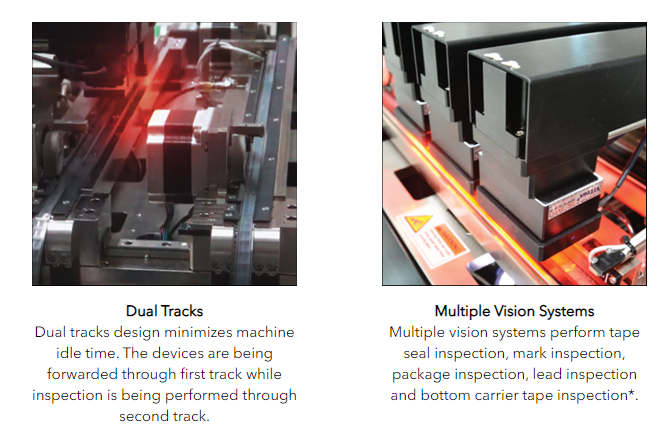 Dual Tracks
Dual tracks design minimizes machine
idle time. The devices are being
forwarded through first track while
inspection is being performed through
second track.
Multiple Vision Systems
Multiple vision systems perform tape
seal inspection, mark inspection,
package inspection, lead inspection
and bottom carrier tape inspection*.